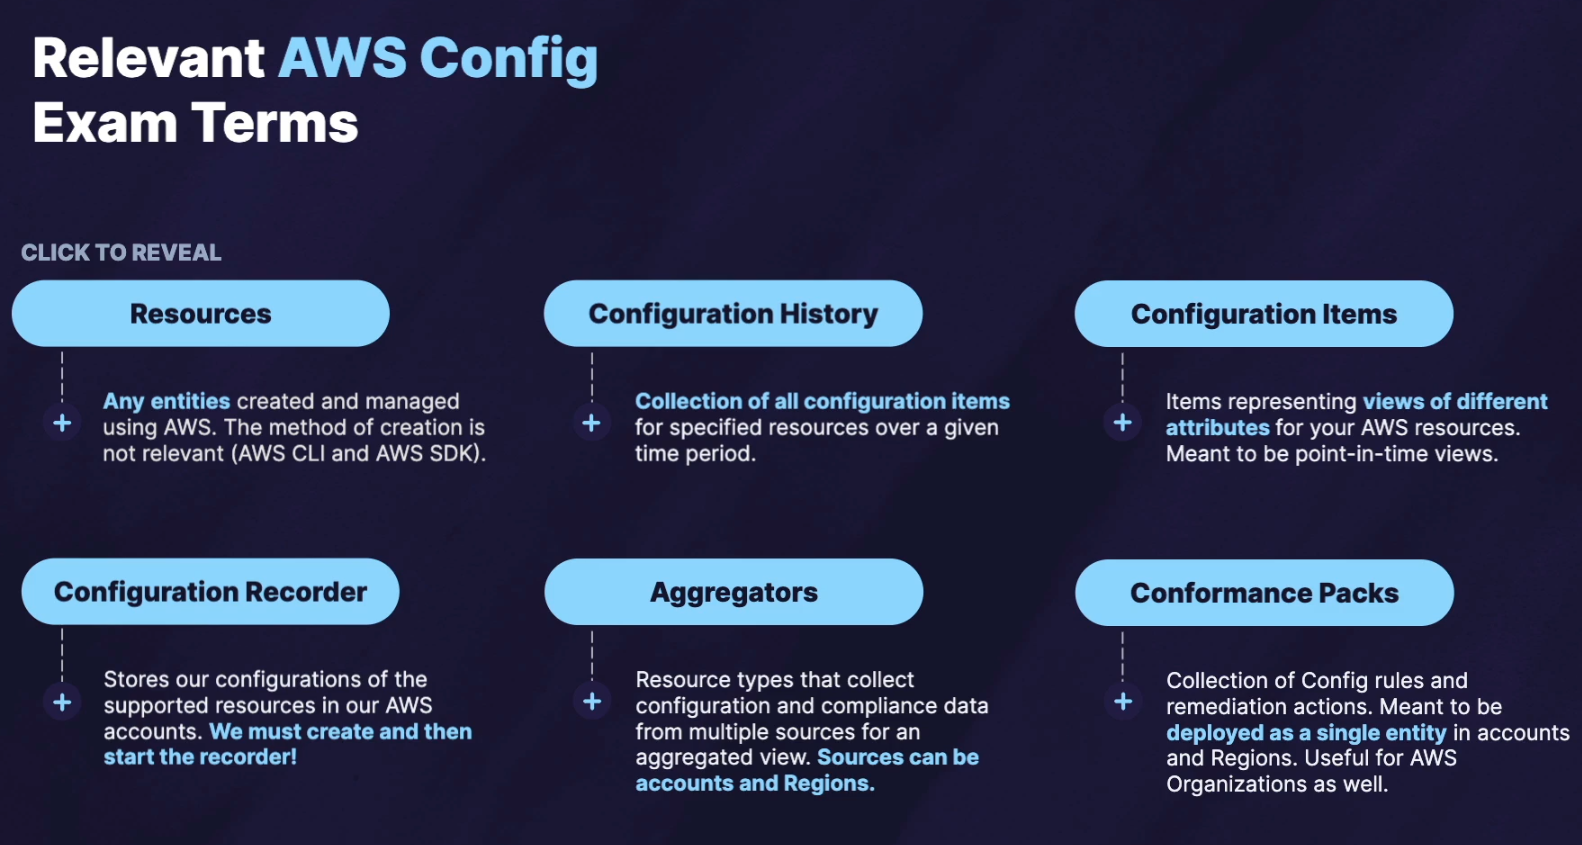 Relevant AWS Config
Exam Terms
CLICK TO REVEAL
Resources
Any entities created and managed
using AWS. The method of creation is
not relevant (AWS CLI and AWS SDK).
Configuration History
Collection of all configuration items
for specified resources over a given
time period.
Configuration Items
Items representing views of different
attributes for your AWS resources.
Meant to be point-in-time views.
Configuration Recorder
Stores our configurations of the
supported resources in our AWS
accounts. We must create and then
start the recorder!
Aggregators
Resource types that collect
configuration and compliance data
from multiple sources for an
aggregated view. Sources can be
accounts and Regions.
Conformance Packs
Collection of Config rules and
remediation actions. Meant to be
deployed as a single entity in accounts
and Regions. Useful for AWS
Organizations as well.